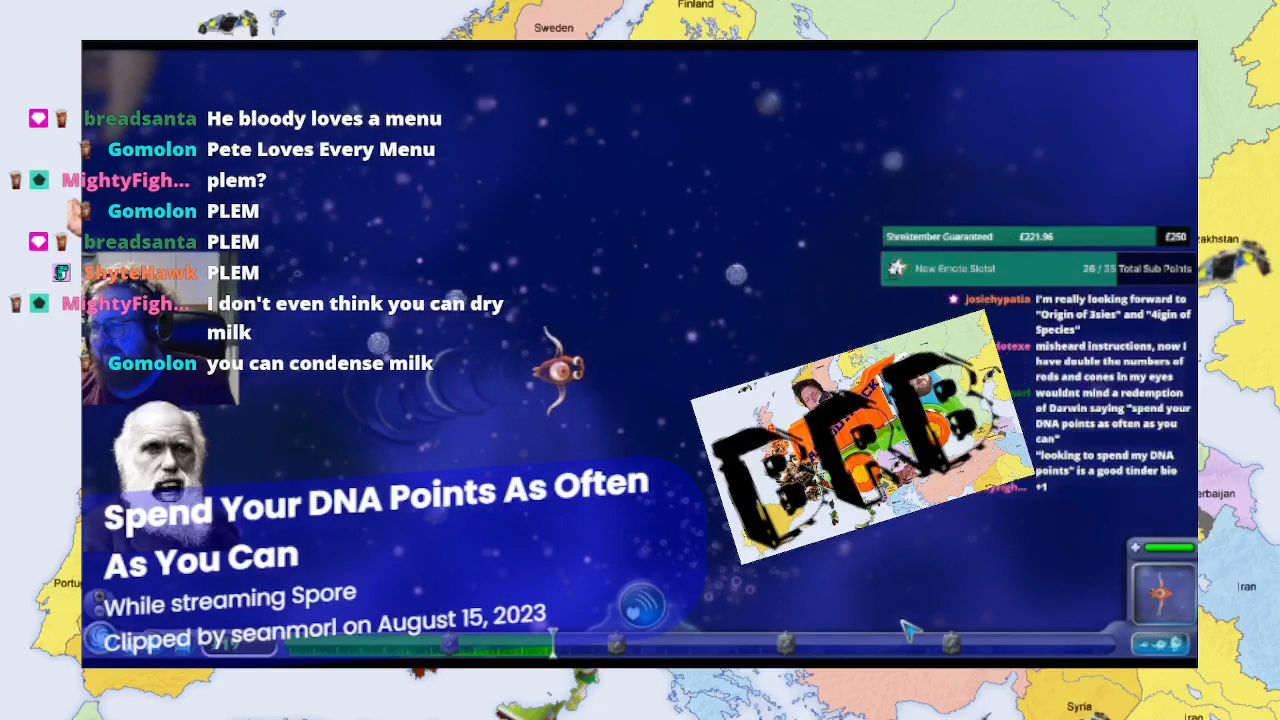 Finland
Sweden
breadsanta He bloody loves a menu
Gomolon Pete Loves Every Menu
MightyFigh... plem?
Gomolon PLEM
breadsanta PLEM
ShyteHawk PLEM
MightyFigh... I don't even think you can dry
milk
Gomolon you can condense milk
Shrektember Guaranteed £221.96 £250
New Emote Slots! 26 / 35 Total Sub Points
zakhstan
josiehypatia I'm really looking forward to
"Origin of 3sies" and "4igin of
Species"
misheard instructions, now I
have double the numbers of
rods and cones in my eyes
wouldnt mind a redemption
of Darwin saying "spend your
DNA points as often as you
can"
"looking to spend my DNA
points" is a good tinder bio
+1
Spend Your DNA Points As Often
As You Can
While streaming Spore
Clipped by seanmorl on August 15, 2023
Portu
erbaijan
Iran
Syria
Iran